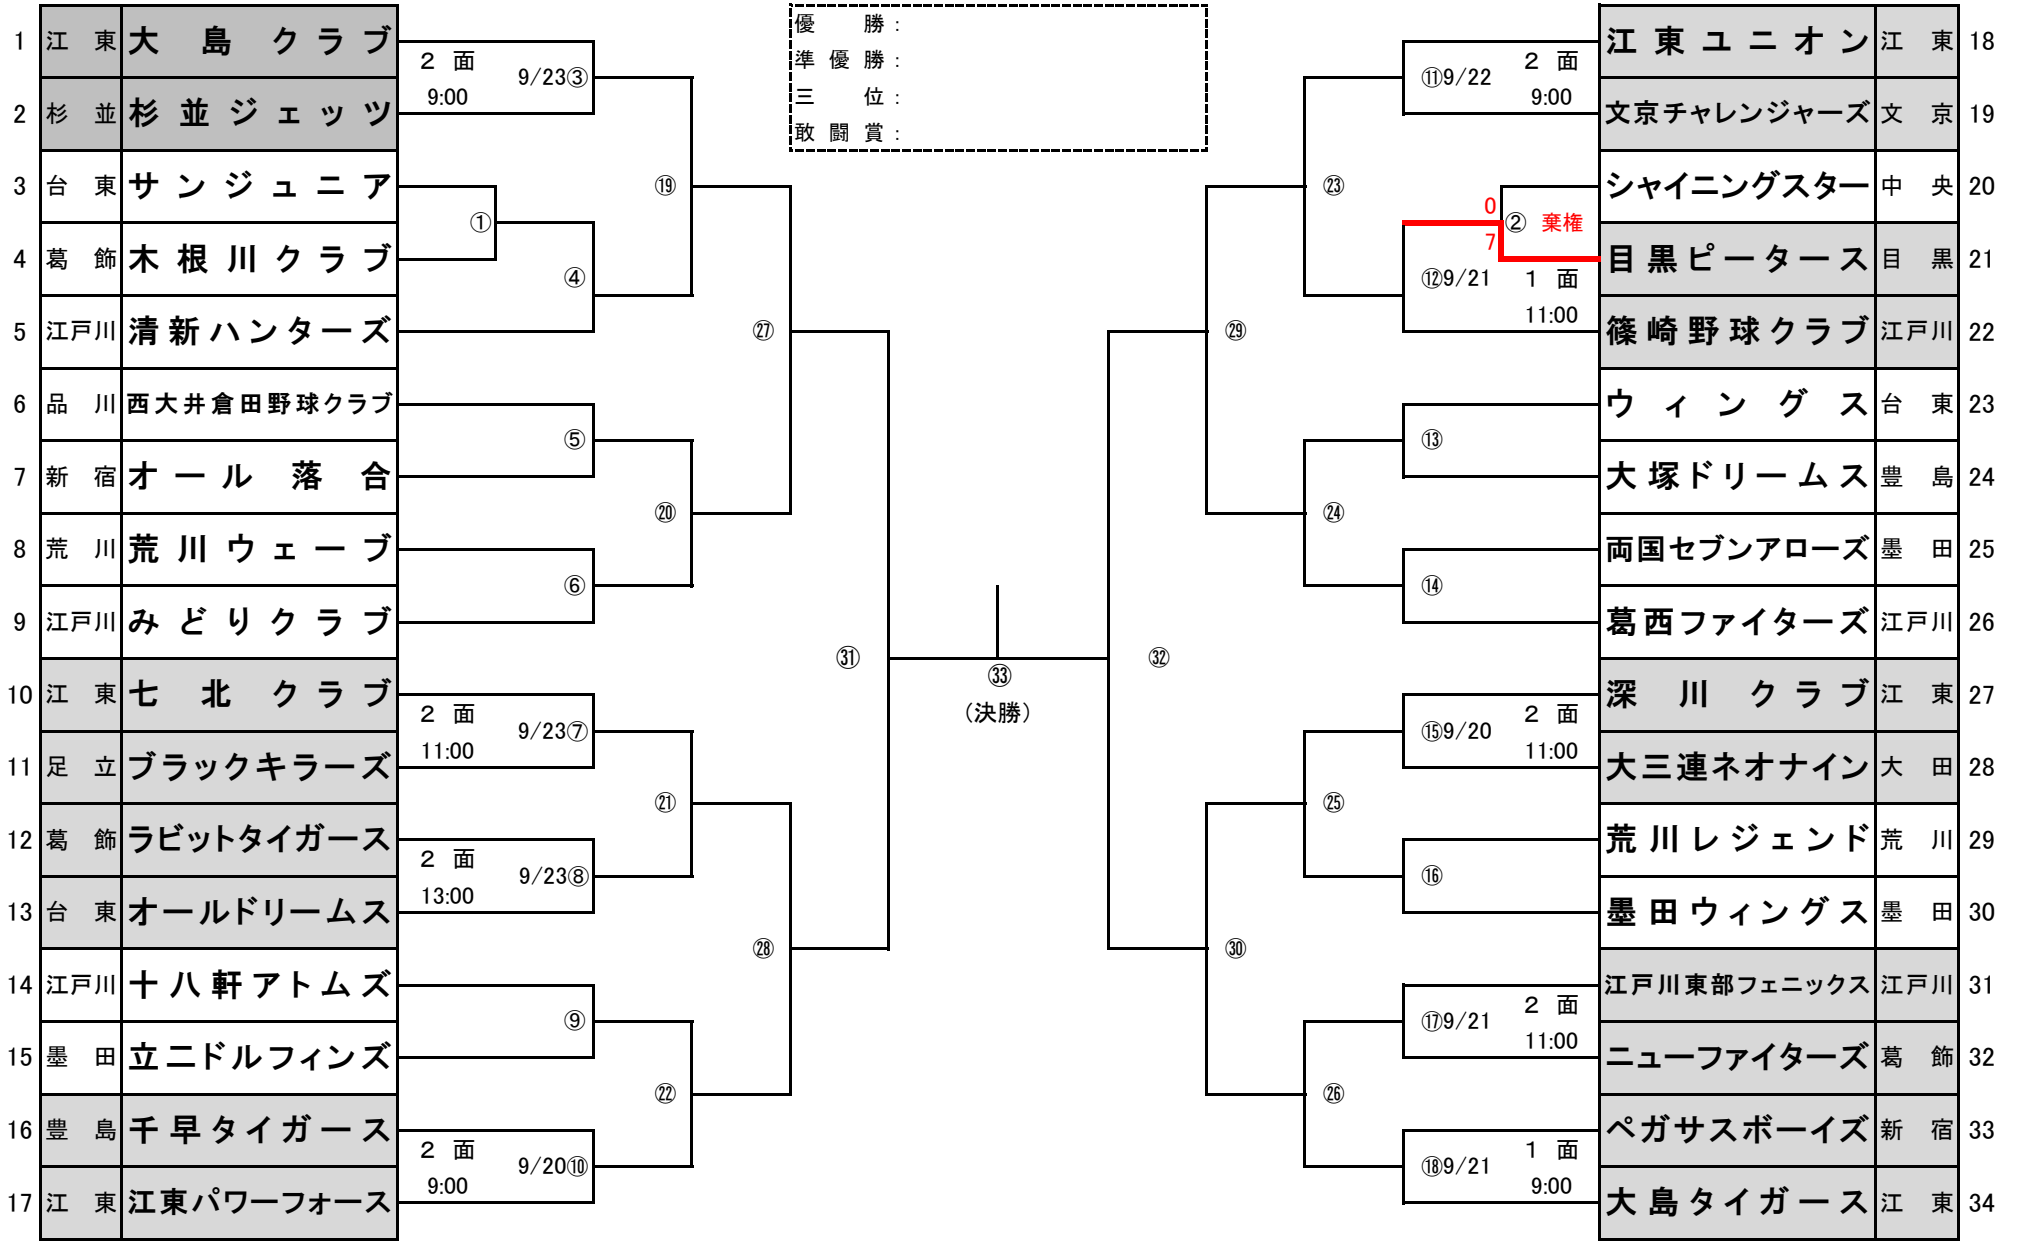 優勝：
準優勝：
三位：
敢闘賞：
1 江東 大島クラブ
2 杉並 杉並ジェッツ
2面 9:00 9/23③
3 台東 サンジュニア
4 葛飾 木根川クラブ
①
5 江戸川 清新ハンターズ
④
⑲
6 品川 西大井倉田野球クラブ
7 新宿 オール落合
⑤
8 荒川 荒川ウェーブ
9 江戸川 みどりクラブ
⑥
⑳
㉗
10 江東 七北クラブ
11 足立 ブラックキラーズ
2面 11:00 9/23⑦
12 葛飾 ラビットタイガース
13 台東 オールドリームス
2面 13:00 9/23⑧
㉑
14 江戸川 十八軒アトムズ
15 墨田 立二ドルフィンズ
⑨
16 豊島 千早タイガース
17 江東 江東パワーフォース
2面 9:00 9/20⑩
㉒
㉘
㉛
㉝
（決勝）
㉜
江東ユニオン 江東 18
文京チャレンジャーズ 文京 19
⑪9/22 2面 9:00
シャイニングスター 中央 20
目黒ピータース 目黒 21
0
7
② 棄権
篠崎野球クラブ 江戸川 22
⑫9/21 1面 11:00
㉓
ウィングス 台東 23
大塚ドリームス 豊島 24
⑬
両国セブンアローズ 墨田 25
葛西ファイターズ 江戸川 26
⑭
㉔
㉙
深川クラブ 江東 27
大三連ネオナイン 大田 28
⑮9/20 2面 11:00
荒川レジェンド 荒川 29
墨田ウィングス 墨田 30
⑯
㉕
江戸川東部フェニックス 江戸川 31
ニューファイターズ 葛飾 32
⑰9/21 2面 11:00
ペガサスボーイズ 新宿 33
大島タイガース 江東 34
⑱9/21 1面 9:00
㉖
㉚